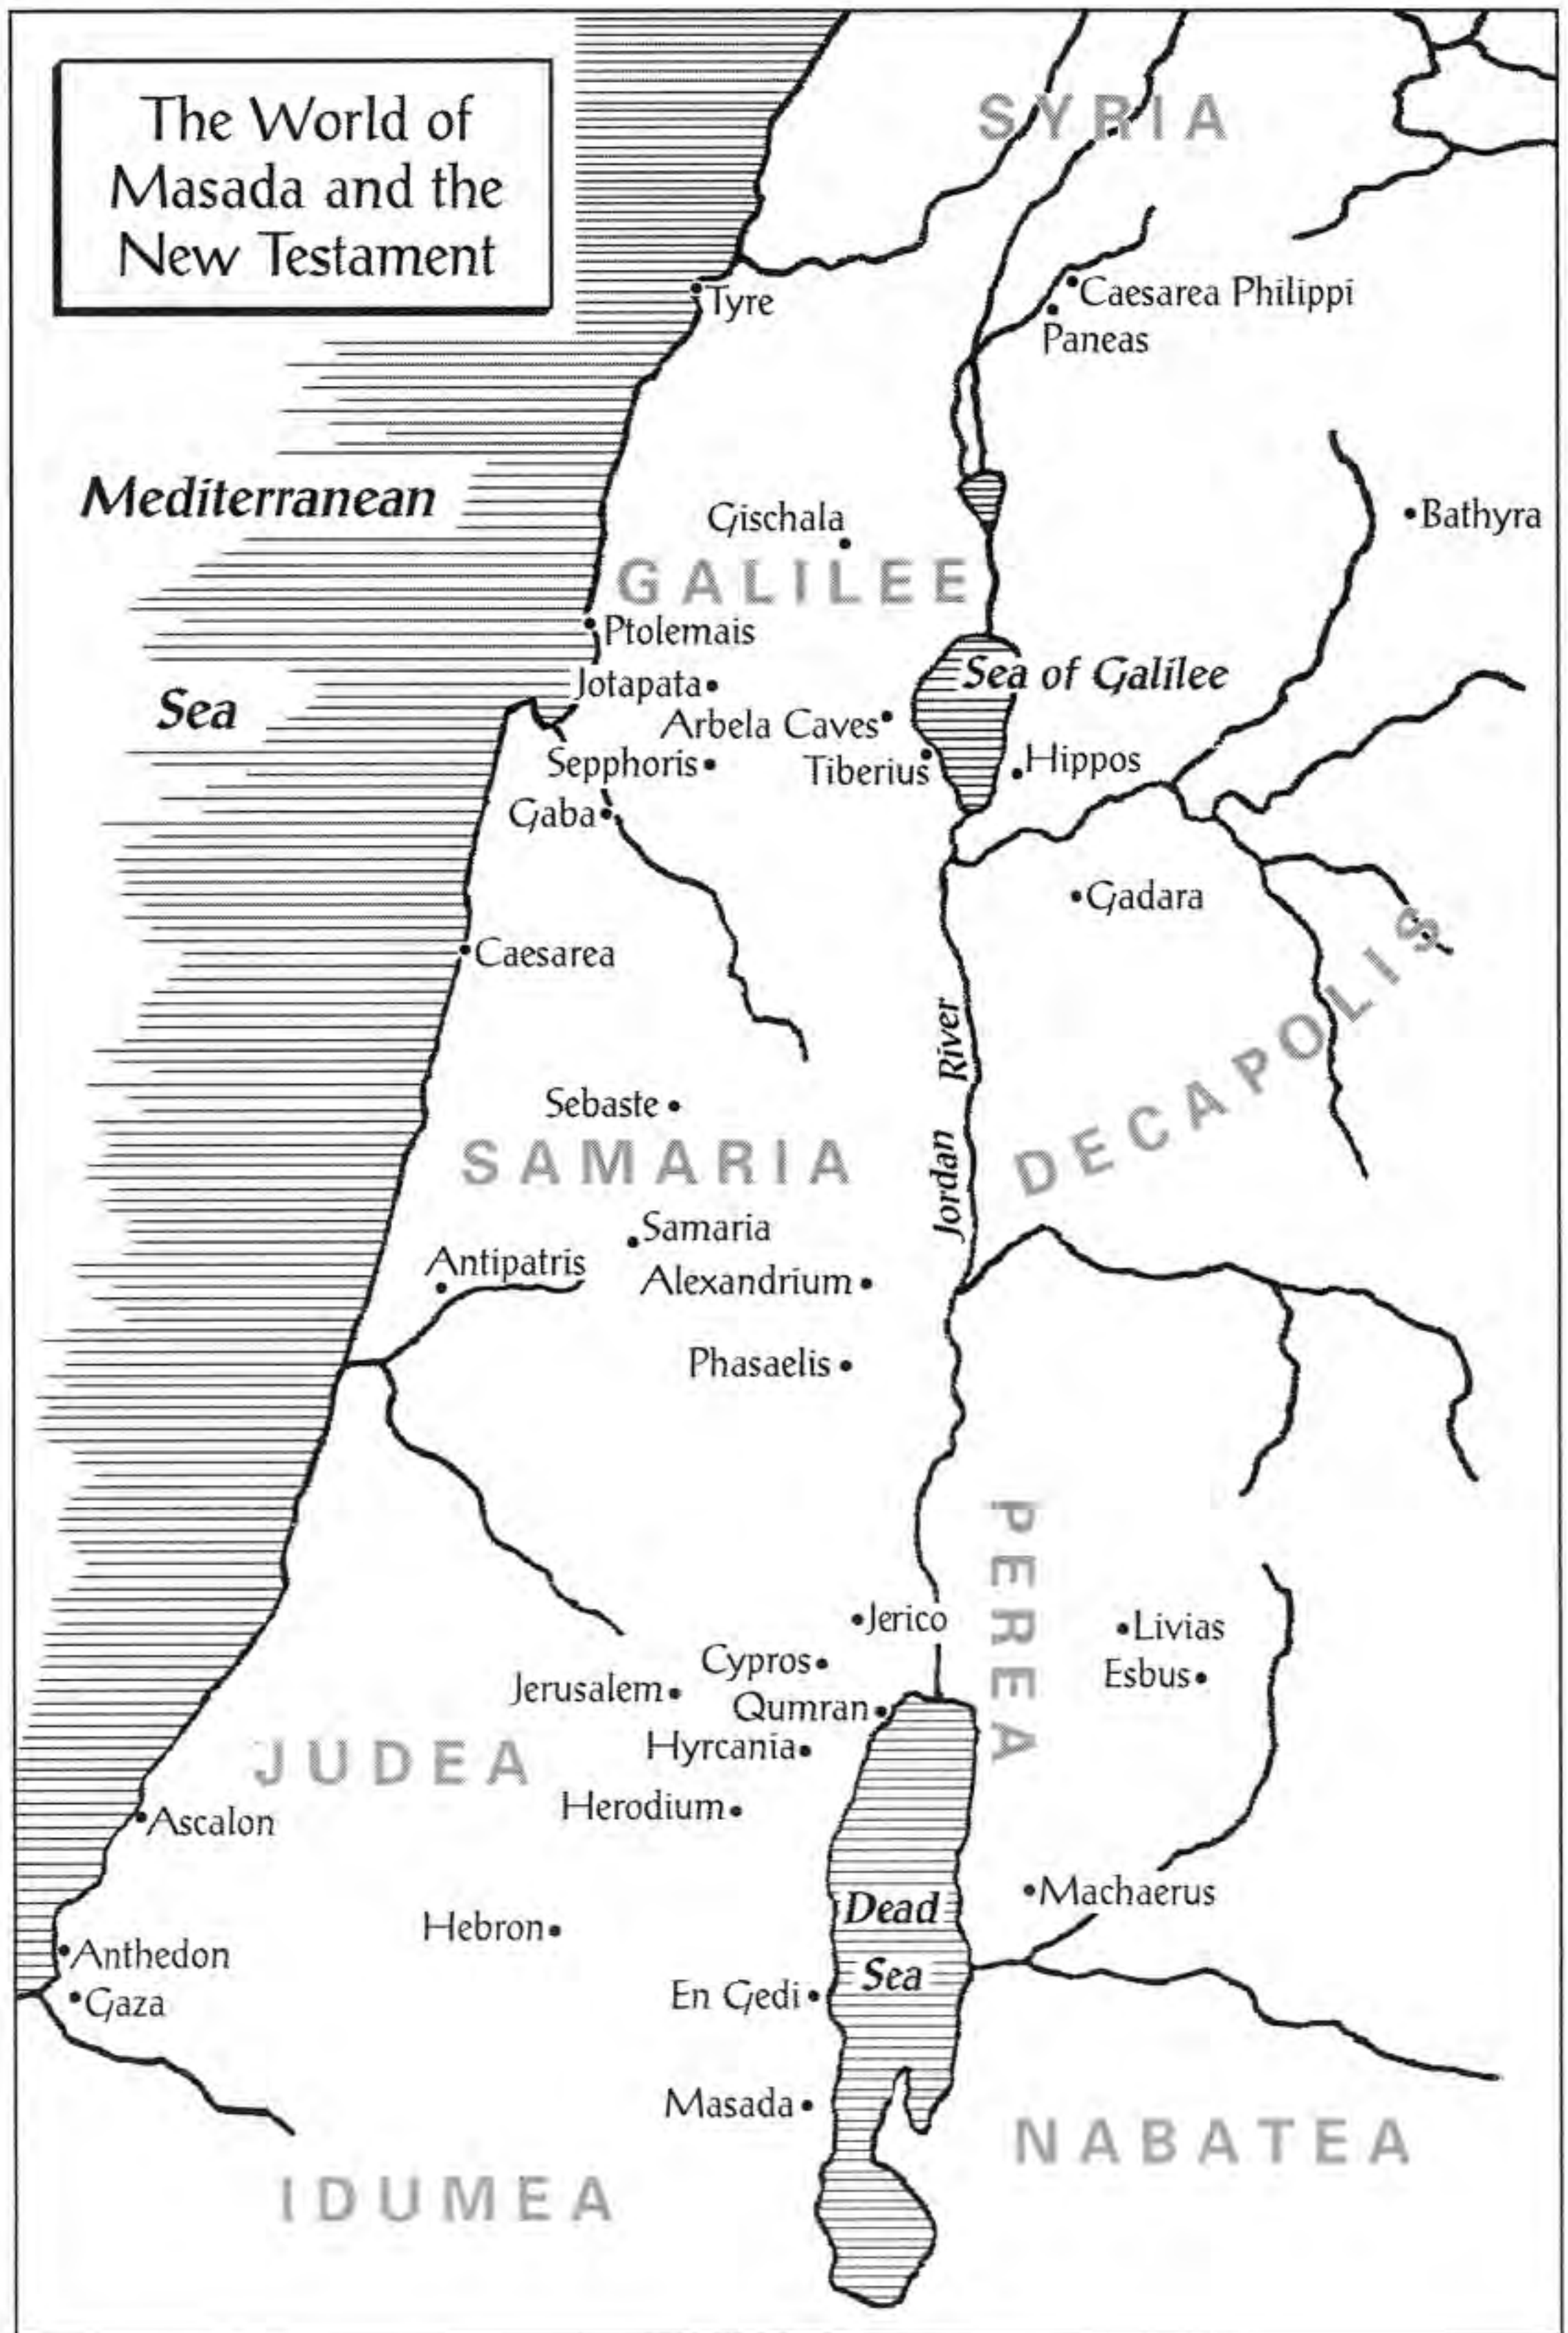 The World of
Masada and the
New Testament
SYRIA
Tyre
Caesarea Philippi
Paneas
Mediterranean
Sea
Gischala
Bathyra
GALILEE
Ptolemais
Sea of Galilee
Jotapata
Arbela Caves
Sepphoris
Tiberius
Hippos
Gaba
Gadara
Caesarea
DECAPOLIS
Jordan River
Sebaste
SAMARIA
Samaria
Antipatris
Alexandrium
Phasaelis
PEREA
Jerico
Livias
Cypros
Esbus
Jerusalem
Qumran
Hyrcania
JUDEA
Herodium
Ascalon
Machaerus
Dead
Sea
Hebron
Anthedon
En Gedi
Gaza
Masada
NABATEA
IDUMEA